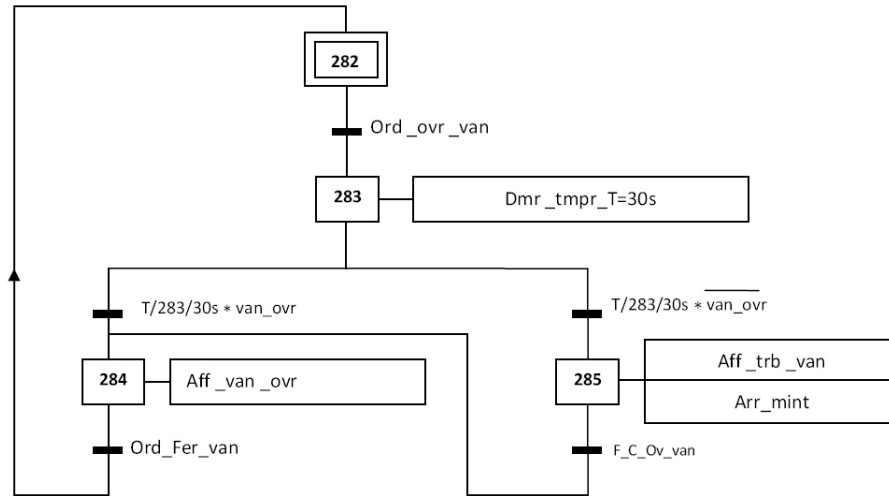 282
Ord _ovr _van
283
Dmr _tmpr_T=30s
T/283/30s * van_ovr
T/283/30s * van_ovr
284
Aff _van _ovr
285
Aff _trb _van
Arr_mint
Ord_Fer_van
F_C_Ov_van